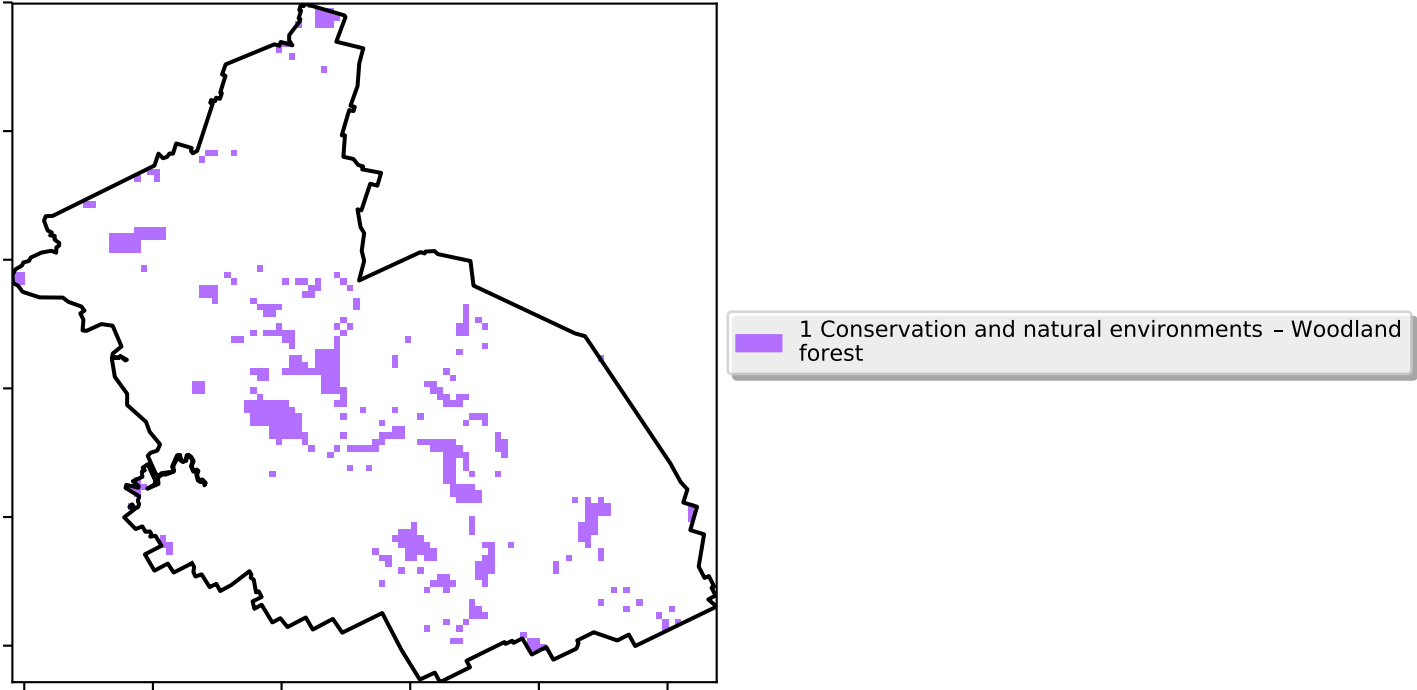 1 Conservation and natural environments – Woodland
forest